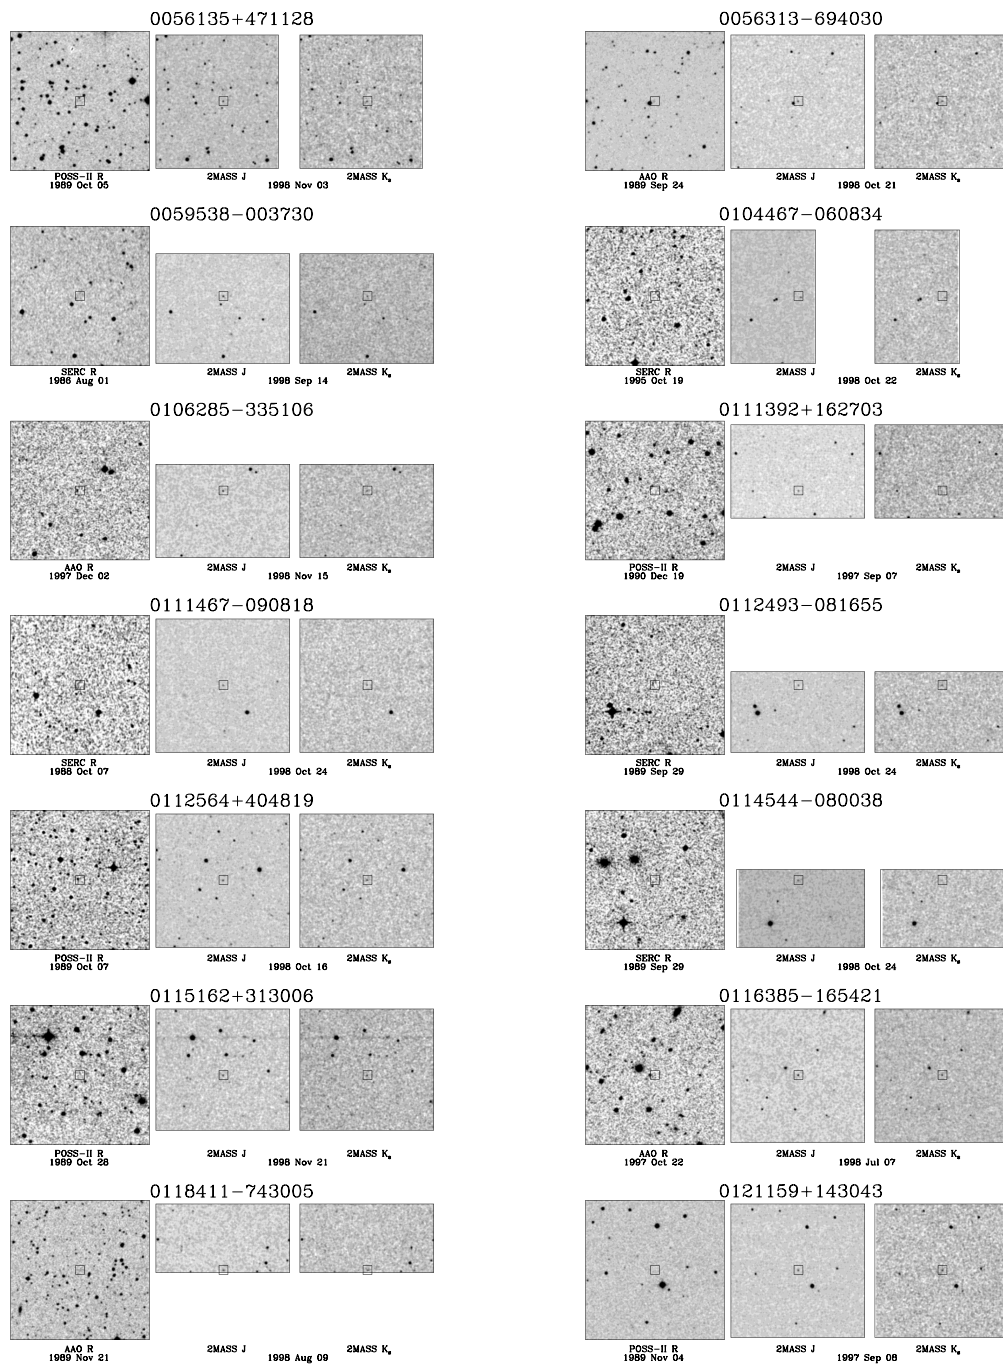 0056135+471128
POSS-II R
1989 Oct 05
2MASS J
1998 Nov 03
2MASS Ks
0056313-694030
AAO R
1989 Sep 24
2MASS J
1998 Oct 21
2MASS Ks
0059538-003730
SERC R
1986 Aug 01
2MASS J
1998 Sep 14
2MASS Ks
0104467-060834
SERC R
1995 Oct 19
2MASS J
1998 Oct 22
2MASS Ks
0106285-335106
AAO R
1997 Dec 02
2MASS J
1998 Nov 15
2MASS Ks
0111392+162703
POSS-II R
1990 Dec 19
2MASS J
1997 Sep 07
2MASS Ks
0111467-090818
SERC R
1988 Oct 07
2MASS J
1998 Oct 24
2MASS Ks
0112493-081655
SERC R
1989 Sep 29
2MASS J
1998 Oct 24
2MASS Ks
0112564+404819
POSS-II R
1989 Oct 07
2MASS J
1998 Oct 16
2MASS Ks
0114544-080038
SERC R
1989 Sep 29
2MASS J
1998 Oct 24
2MASS Ks
0115162+313006
POSS-II R
1989 Oct 28
2MASS J
1998 Nov 21
2MASS Ks
0116385-165421
AAO R
1997 Oct 22
2MASS J
1998 Jul 07
2MASS Ks
0118411-743005
AAO R
1989 Nov 21
2MASS J
1998 Aug 09
2MASS Ks
0121159+143043
POSS-II R
1989 Nov 04
2MASS J
1997 Sep 08
2MASS Ks